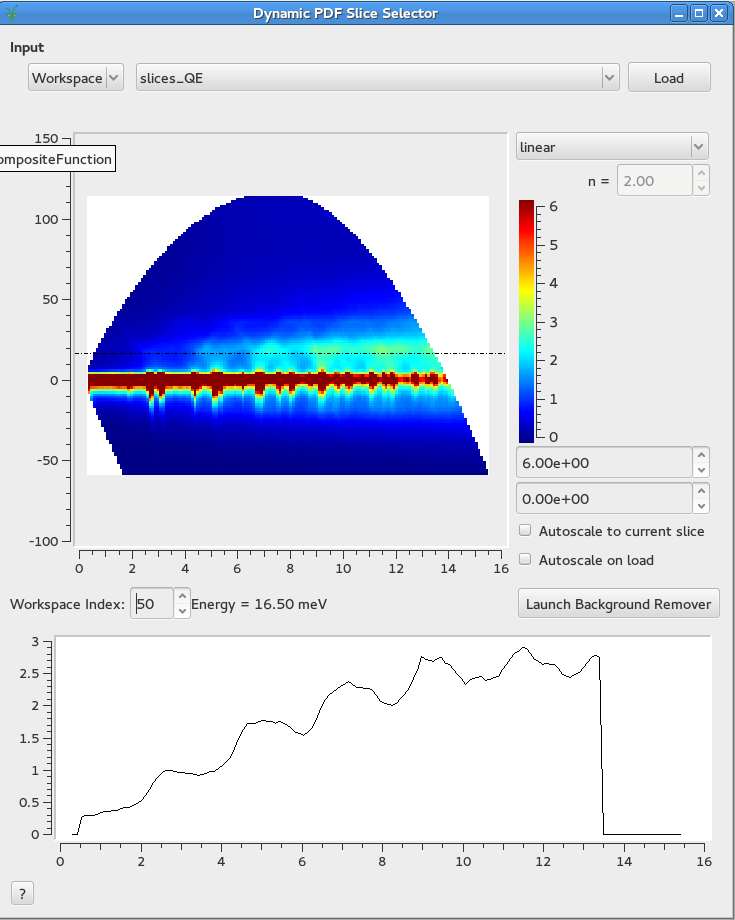 Dynamic PDF Slice Selector
Input
Workspace slices_QE Load
150
ompositeFunction
100
50
0
-50
-100
0 2 4 6 8 10 12 14 16
linear
n = 2.00
6
5
4
3
2
1
0
6.00e+00
0.00e+00
Autoscale to current slice
Autoscale on load
Workspace Index: 50 Energy = 16.50 meV Launch Background Remover
3
2.5
2
1.5
1
0.5
0
0 2 4 6 8 10 12 14 16
?